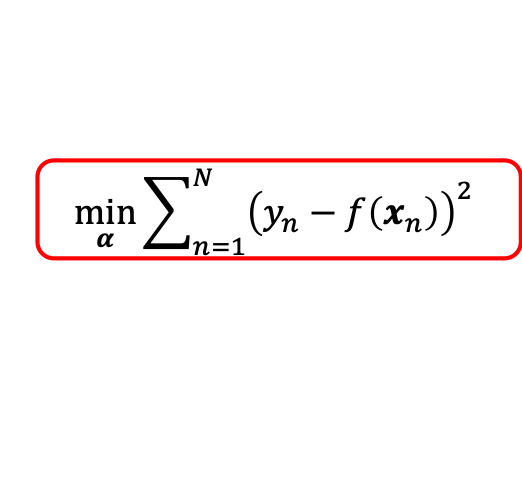 min_𝜶 ∑_{n=1}^{N} (y_n − f(𝒙_n))^2